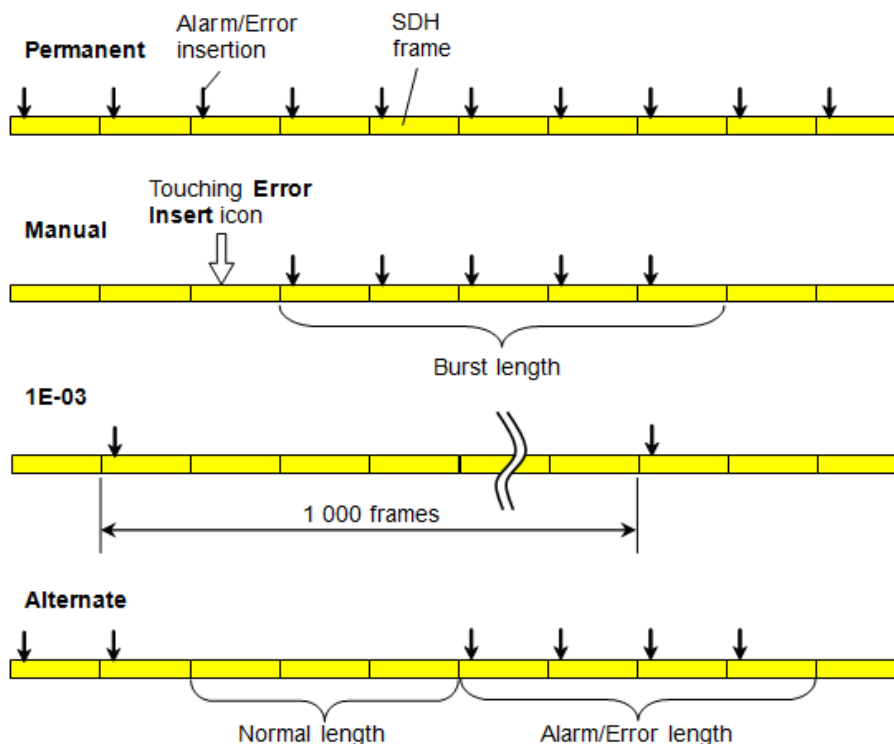 Permanent
Alarm/Error
insertion
SDH
frame
Manual
Touching Error
Insert icon
Burst length
1E-03
1 000 frames
Alternate
Normal length
Alarm/Error length